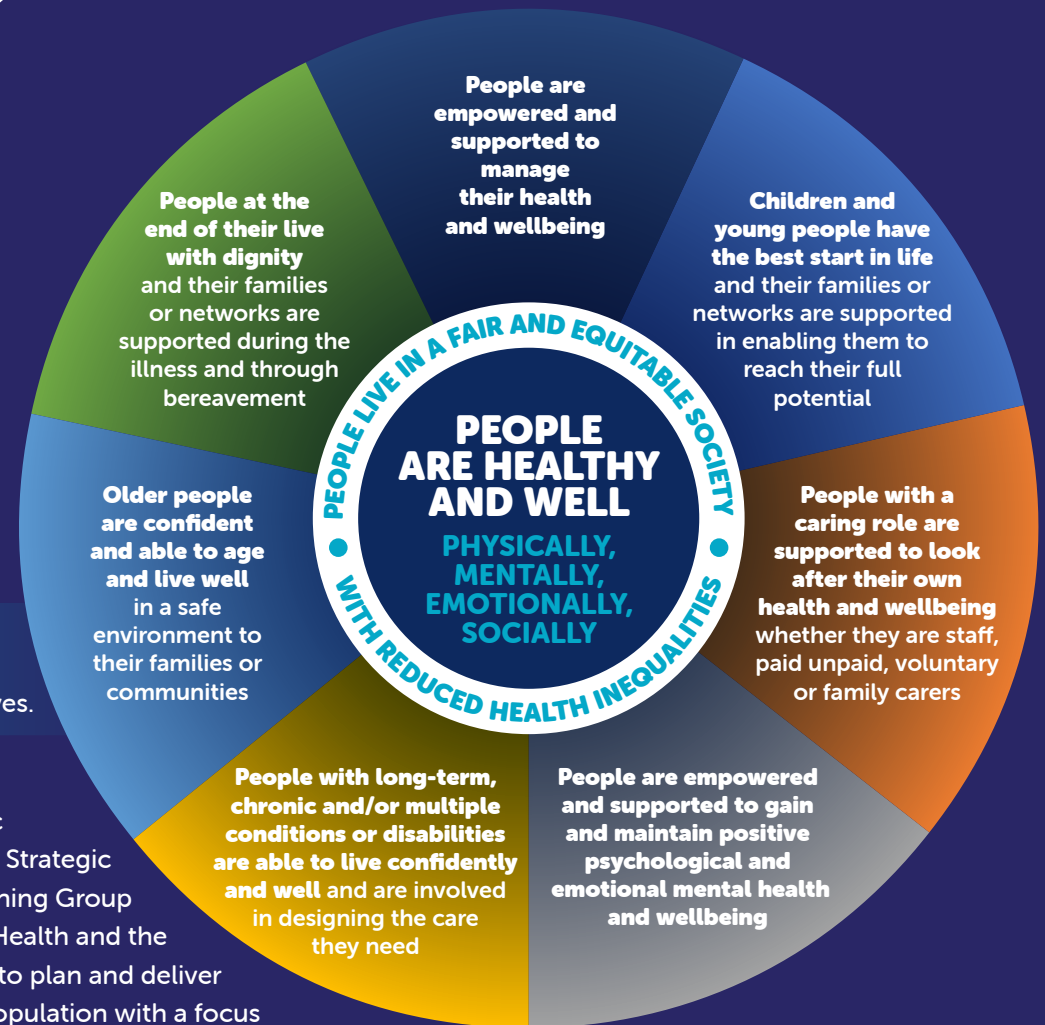 People are
empowered and
supported to
manage
their health
and wellbeing
Children and
young people have
the best start in life
and their families or
networks are supported
in enabling them to
reach their full
potential
People with a
caring role are
supported to look
after their own
health and wellbeing
whether they are staff,
paid unpaid, voluntary
or family carers
People are empowered
and supported to gain
and maintain positive
psychological and
emotional mental health
and wellbeing
People with long-term,
chronic and/or multiple
conditions or disabilities
are able to live confidently
and well and are involved
in designing the care
they need
Older people
are confident
and able to age
and live well
in a safe
environment to
their families or
communities
People at the
end of their live
with dignity
and their families
or networks are
supported during the
illness and through
bereavement
PEOPLE LIVE IN A FAIR AND EQUITABLE SOCIETY
WITH REDUCED HEALTH INEQUALITIES
PEOPLE
ARE HEALTHY
AND WELL
PHYSICALLY,
MENTALLY,
EMOTIONALLY,
SOCIALLY
Strategic
Group
Health and the
to plan and deliver
with a focus